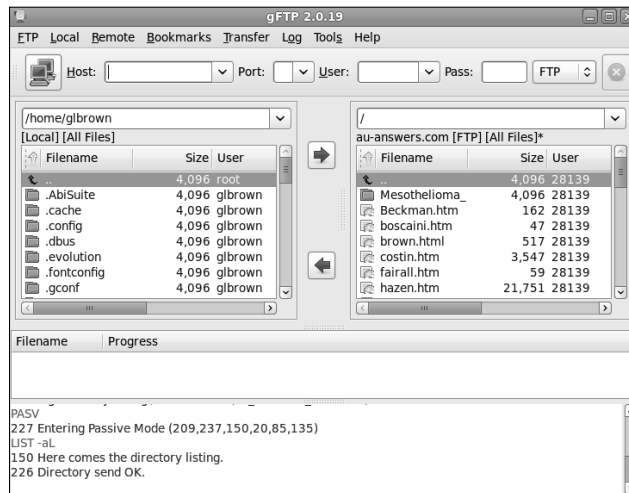 gFTP 2.0.19
FTP Local Remote Bookmarks Transfer Log Tools Help
Host: Port: User: Pass: FTP
/home/glbrown
[Local] [All Files]
Filename Size User
.. 4,096 root
.AbiSuite 4,096 glbrown
.cache 4,096 glbrown
.config 4,096 glbrown
.dbus 4,096 glbrown
.evolution 4,096 glbrown
.fontconfig 4,096 glbrown
.gconf 4,096 glbrown
/
au-answers.com [FTP] [All Files]*
Filename Size User
.. 4,096 28139
Mesothelioma_ 4,096 28139
Beckman.htm 162 28139
boscaini.htm 47 28139
brown.html 517 28139
costin.htm 3,547 28139
fairall.htm 59 28139
hazen.htm 21,751 28139
Filename Progress
PASV
227 Entering Passive Mode (209,237,150,20,85,135)
LIST -aL
150 Here comes the directory listing.
226 Directory send OK.